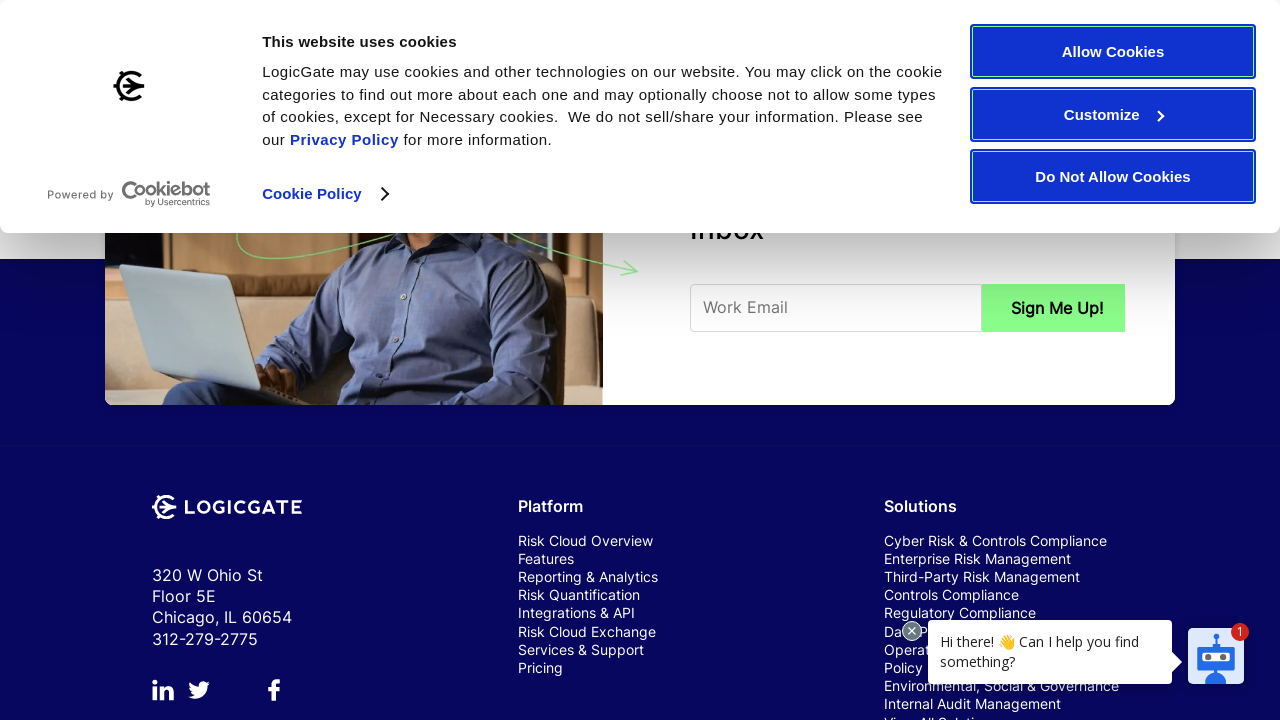 This website uses cookies
LogicGate may use cookies and other technologies on our website. You may click on the cookie
categories to find out more about each one and may optionally choose not to allow some types
of cookies, except for Necessary cookies.  We do not sell/share your information. Please see
our Privacy Policy for more information.
Cookie Policy
Powered by Cookiebot
by Usercentrics
Allow Cookies
Customize
Do Not Allow Cookies
Inbox
Work Email
Sign Me Up!
LOGICGATE
320 W Ohio St
Floor 5E
Chicago, IL 60654
312-279-2775
Platform
Risk Cloud Overview
Features
Reporting & Analytics
Risk Quantification
Integrations & API
Risk Cloud Exchange
Services & Support
Pricing
Solutions
Cyber Risk & Controls Compliance
Enterprise Risk Management
Third-Party Risk Management
Controls Compliance
Regulatory Compliance
Policy
Environmental, Social & Governance
Internal Audit Management
Hi there! 👋 Can I help you find
something?
1